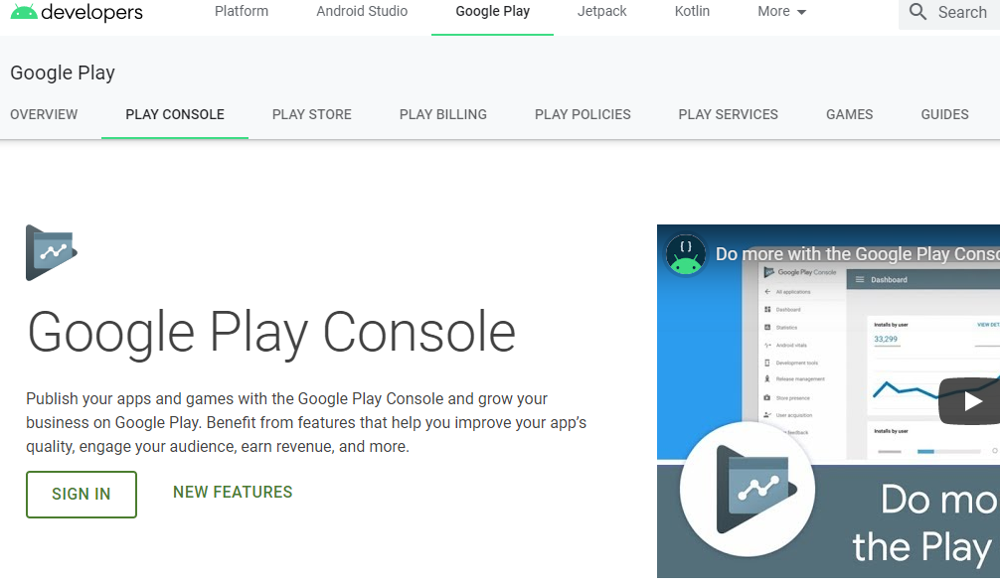 developers
Platform
Android Studio
Google Play
Jetpack
Kotlin
More
Search
Google Play
OVERVIEW
PLAY CONSOLE
PLAY STORE
PLAY BILLING
PLAY POLICIES
PLAY SERVICES
GAMES
GUIDES
Google Play Console
Publish your apps and games with the Google Play Console and grow your
business on Google Play. Benefit from features that help you improve your app's
quality, engage your audience, earn revenue, and more.
SIGN IN
NEW FEATURES
Do more with the Google Play Conso
Google Play Console
Dashboard
All applications
Dashboard
Statistics
Android vitals
Development tools
Release management
Store presence
User acquisition
feedback
Installs by user
VIEW DET
33,299
Installs by user
Do mo
the Play